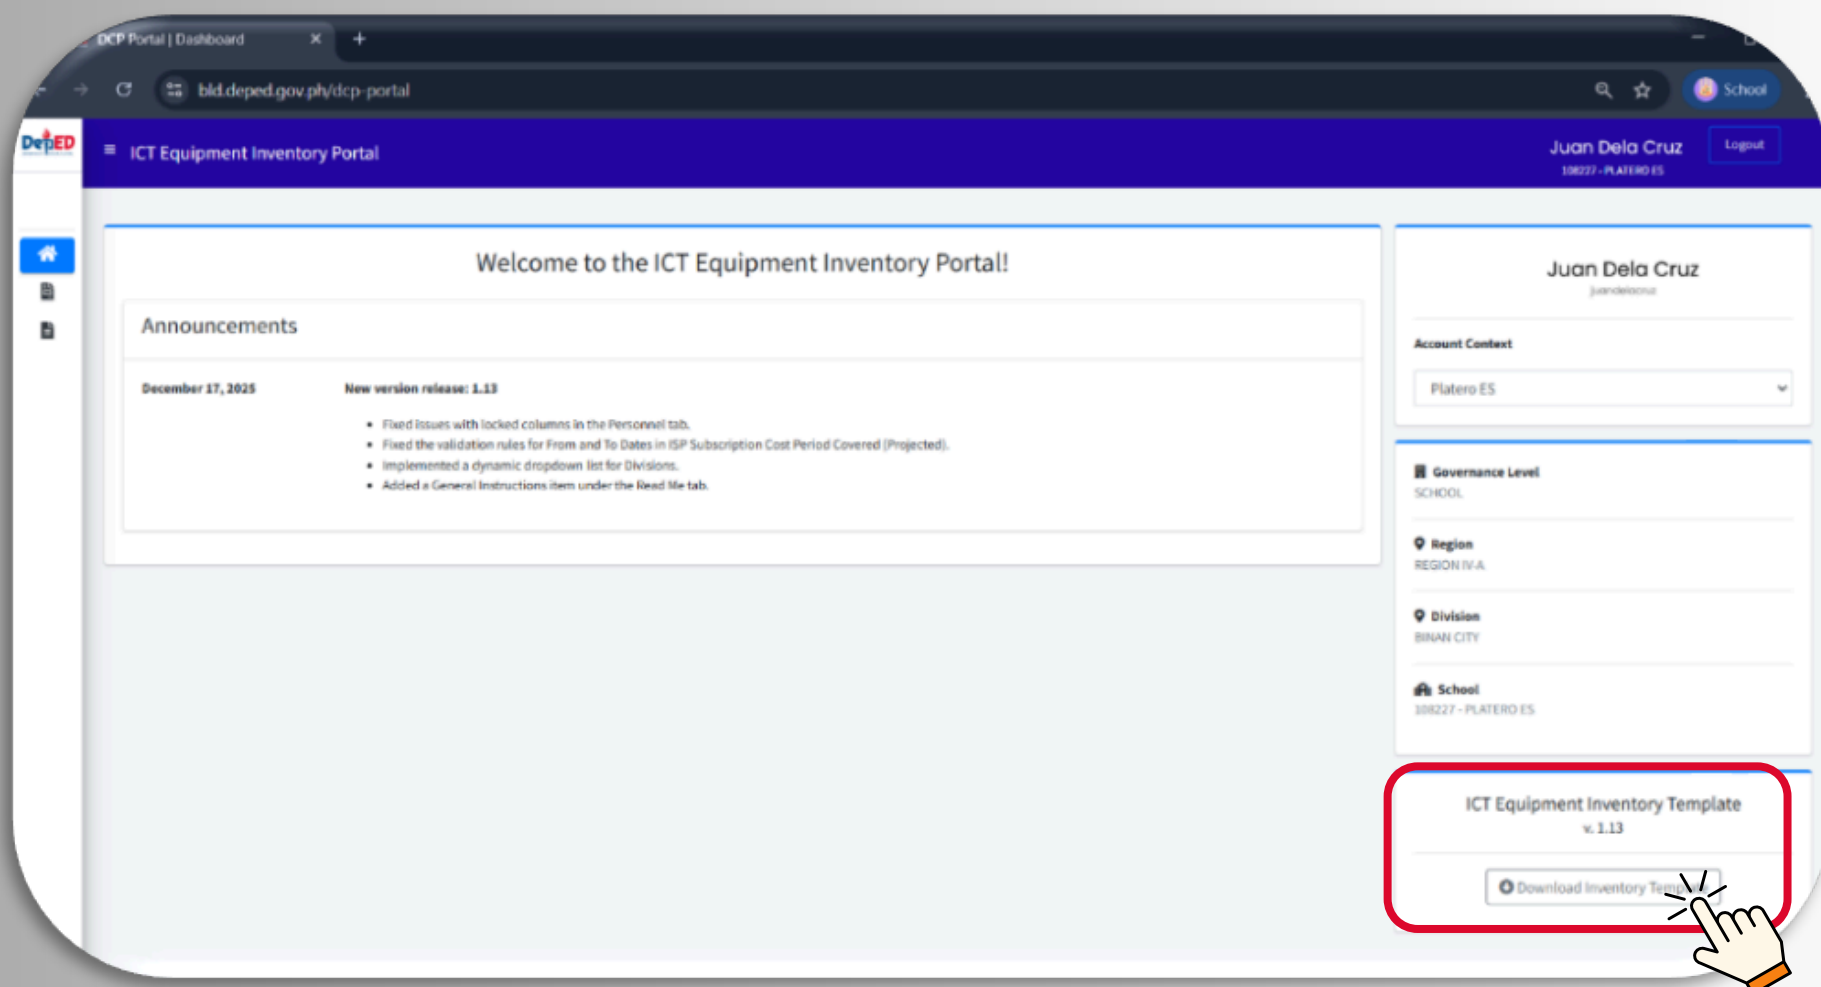 DCP Portal | Dashboard
bld.deped.gov.ph/dcp-portal
School
DepED
ICT Equipment Inventory Portal
Juan Dela Cruz
108227 - PLATERO ES
Logout
Welcome to the ICT Equipment Inventory Portal!
Announcements
December 17, 2025
New version release: 1.13
• Fixed issues with locked columns in the Personnel tab.
• Fixed the validation rules for From and To Dates in ISP Subscription Cost Period Covered (Projected).
• Implemented a dynamic dropdown list for Divisions.
• Added a General Instructions item under the Read Me tab.
Juan Dela Cruz
juandelacruz
Account Context
Platero ES
Governance Level
SCHOOL
Region
REGION IV-A
Division
BINAN CITY
School
108227 - PLATERO ES
ICT Equipment Inventory Template
v. 1.13
Download Inventory